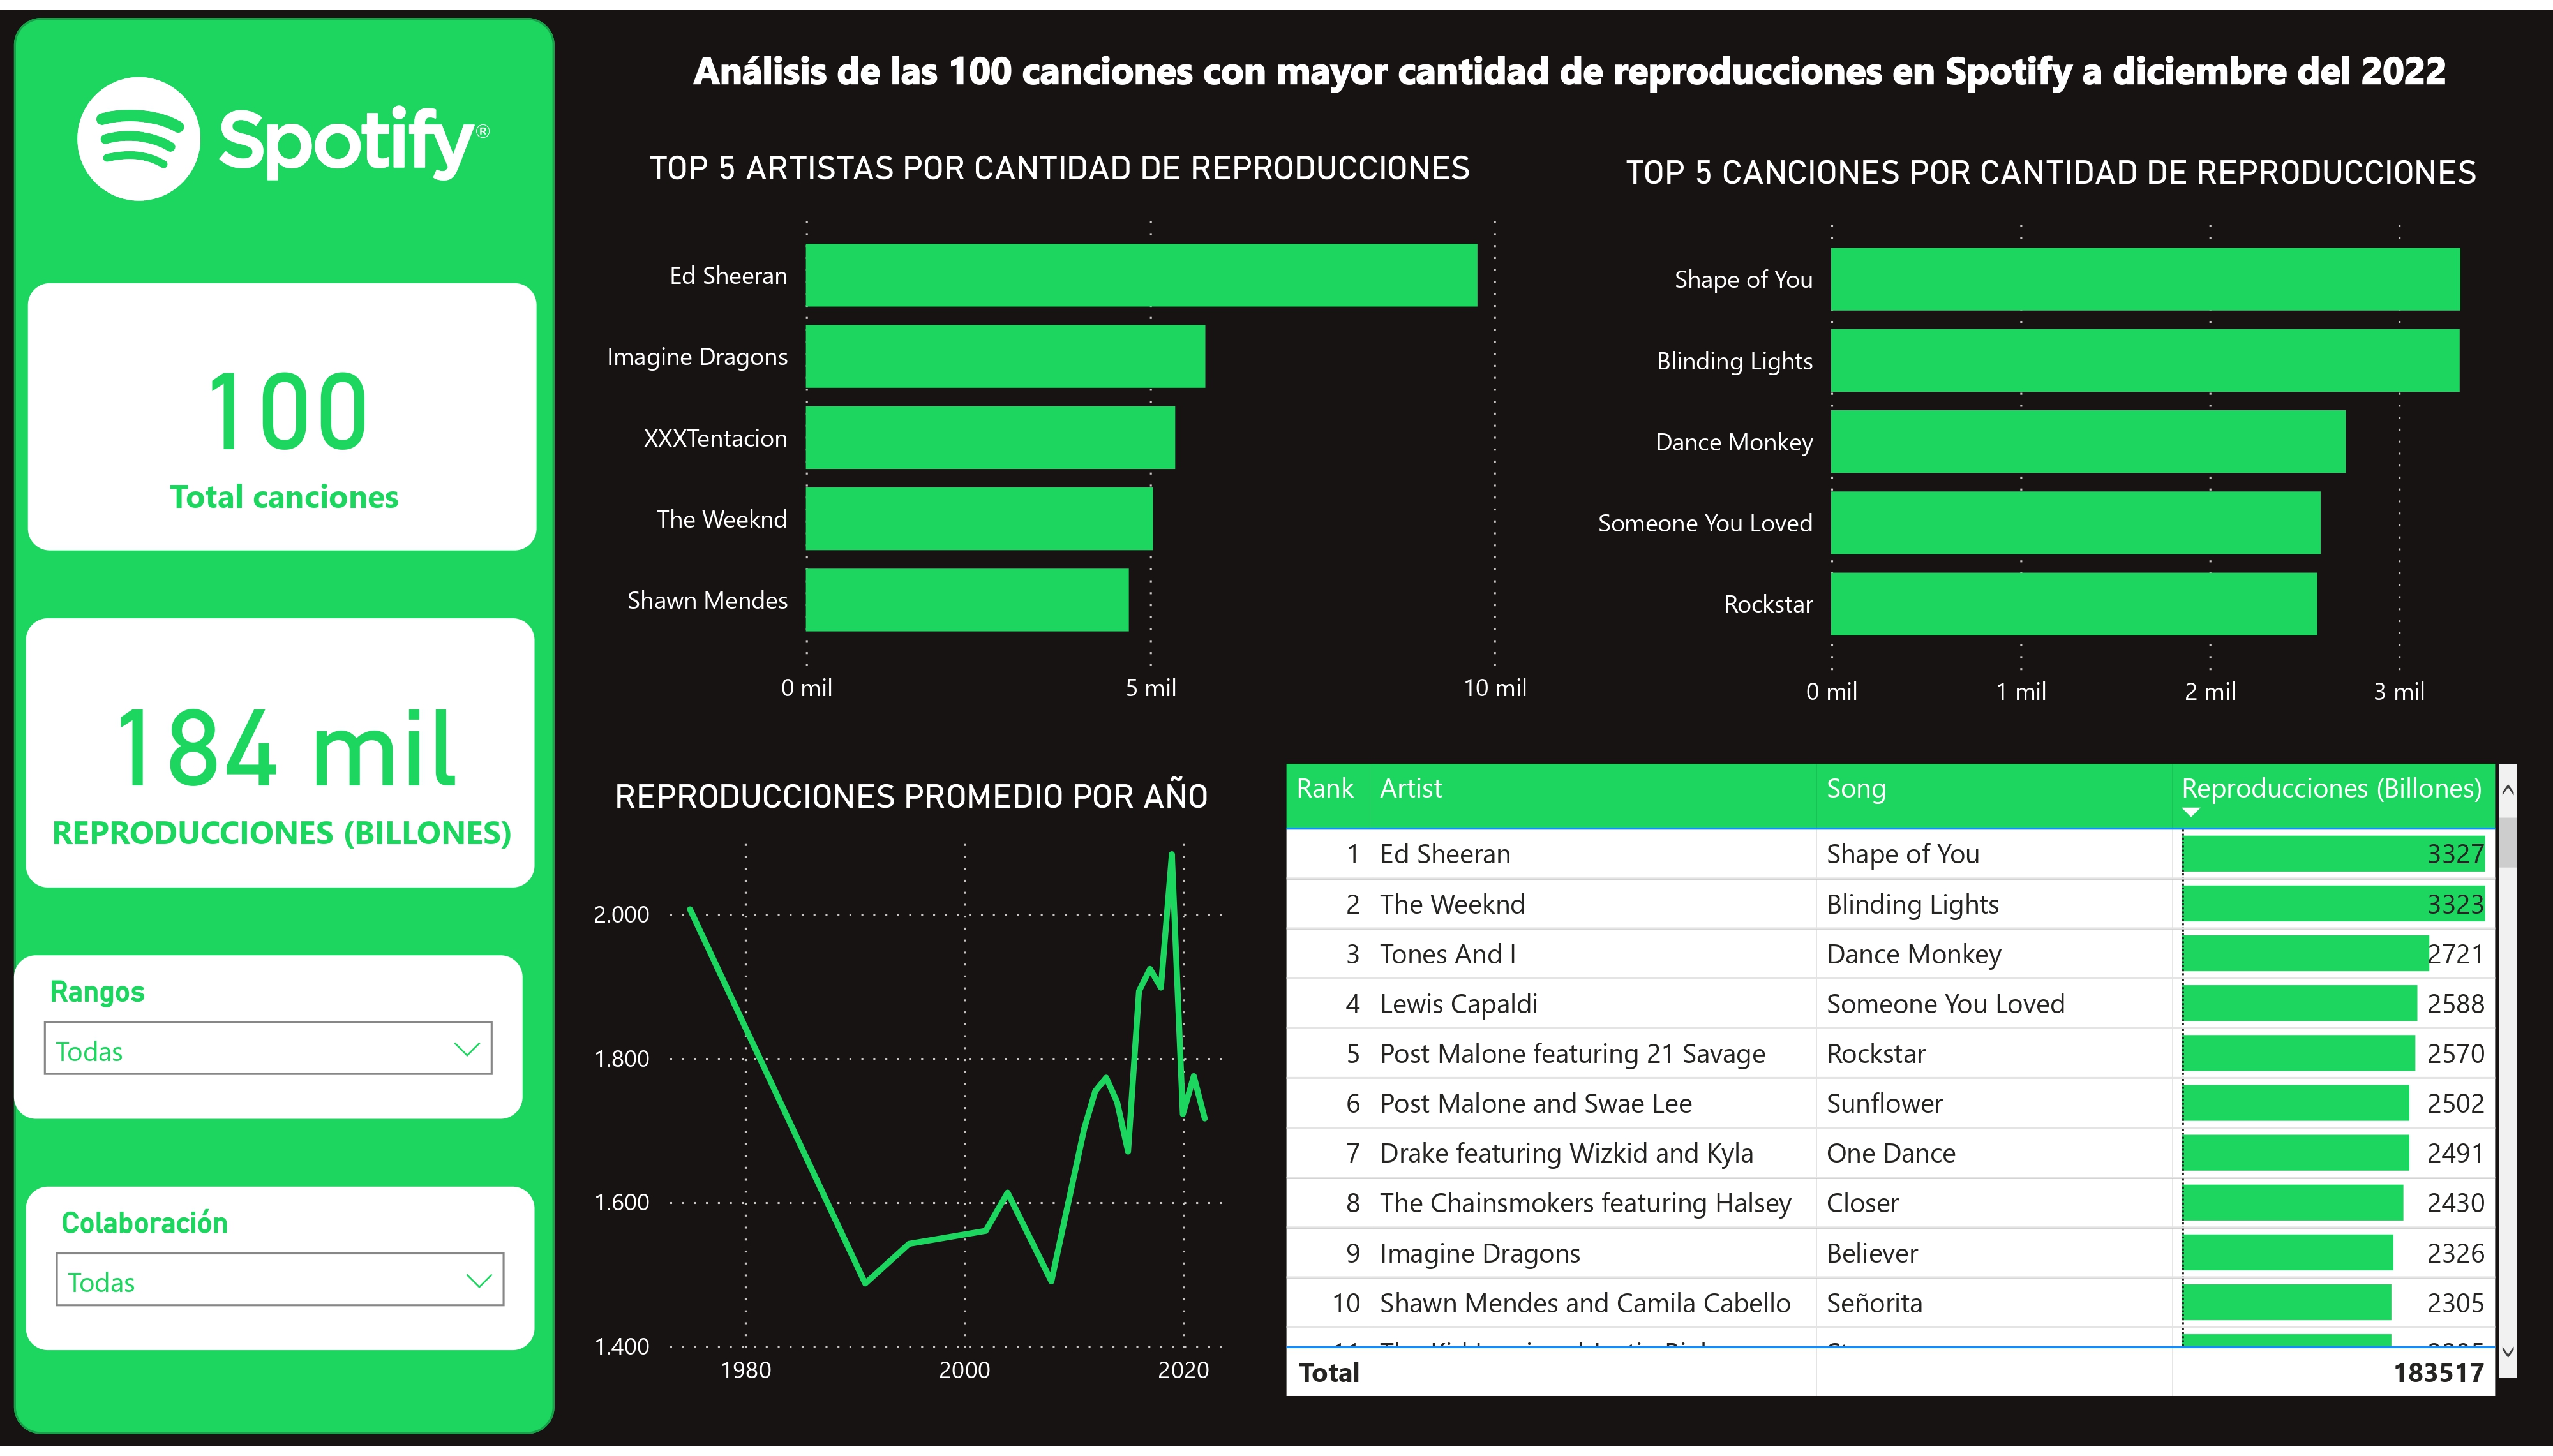 Spotify®
100
Total canciones
184 mil
REPRODUCCIONES (BILLONES)
Rangos
Todas
Colaboración
Todas
Análisis de las 100 canciones con mayor cantidad de reproducciones en Spotify a diciembre del 2022
TOP 5 ARTISTAS POR CANTIDAD DE REPRODUCCIONES
Ed Sheeran
Imagine Dragons
XXXTentacion
The Weeknd
Shawn Mendes
0 mil 5 mil 10 mil
TOP 5 CANCIONES POR CANTIDAD DE REPRODUCCIONES
Shape of You
Blinding Lights
Dance Monkey
Someone You Loved
Rockstar
0 mil 1 mil 2 mil 3 mil
REPRODUCCIONES PROMEDIO POR AÑO
2.000
1.800
1.600
1.400
1980 2000 2020
Rank Artist Song Reproducciones (Billones)
1 Ed Sheeran Shape of You 3327
2 The Weeknd Blinding Lights 3323
3 Tones And I Dance Monkey 2721
4 Lewis Capaldi Someone You Loved 2588
5 Post Malone featuring 21 Savage Rockstar 2570
6 Post Malone and Swae Lee Sunflower 2502
7 Drake featuring Wizkid and Kyla One Dance 2491
8 The Chainsmokers featuring Halsey Closer 2430
9 Imagine Dragons Believer 2326
10 Shawn Mendes and Camila Cabello Señorita 2305
Total 183517